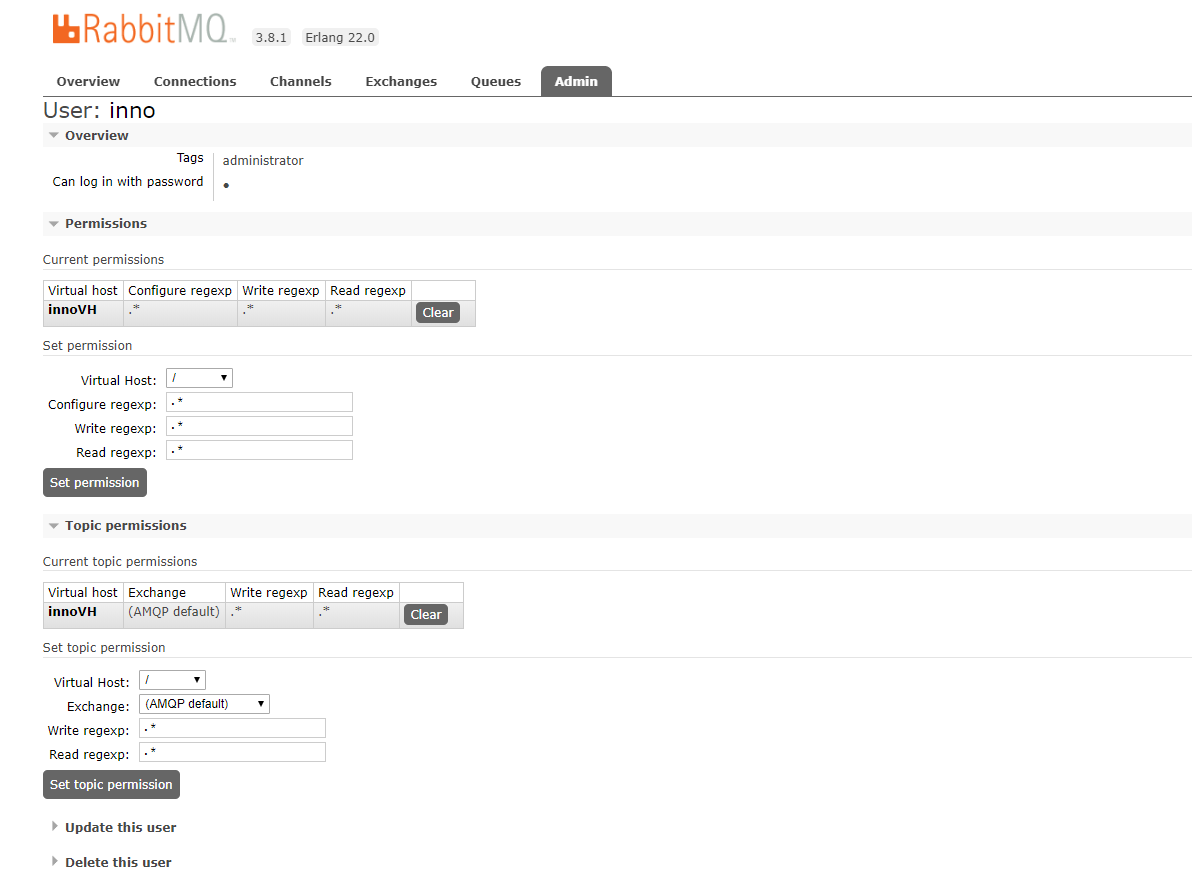 RabbitMQ TM 3.8.1 Erlang 22.0
Overview Connections Channels Exchanges Queues Admin
User: inno
Overview
Tags administrator
Can log in with password •
Permissions
Current permissions
Virtual host Configure regexp Write regexp Read regexp
innoVH .* .* .* Clear
Set permission
Virtual Host: /
Configure regexp: .*
Write regexp: .*
Read regexp: .*
Set permission
Topic permissions
Current topic permissions
Virtual host Exchange Write regexp Read regexp
innoVH (AMQP default) .* .* Clear
Set topic permission
Virtual Host: /
Exchange: (AMQP default)
Write regexp: .*
Read regexp: .*
Set topic permission
Update this user
Delete this user